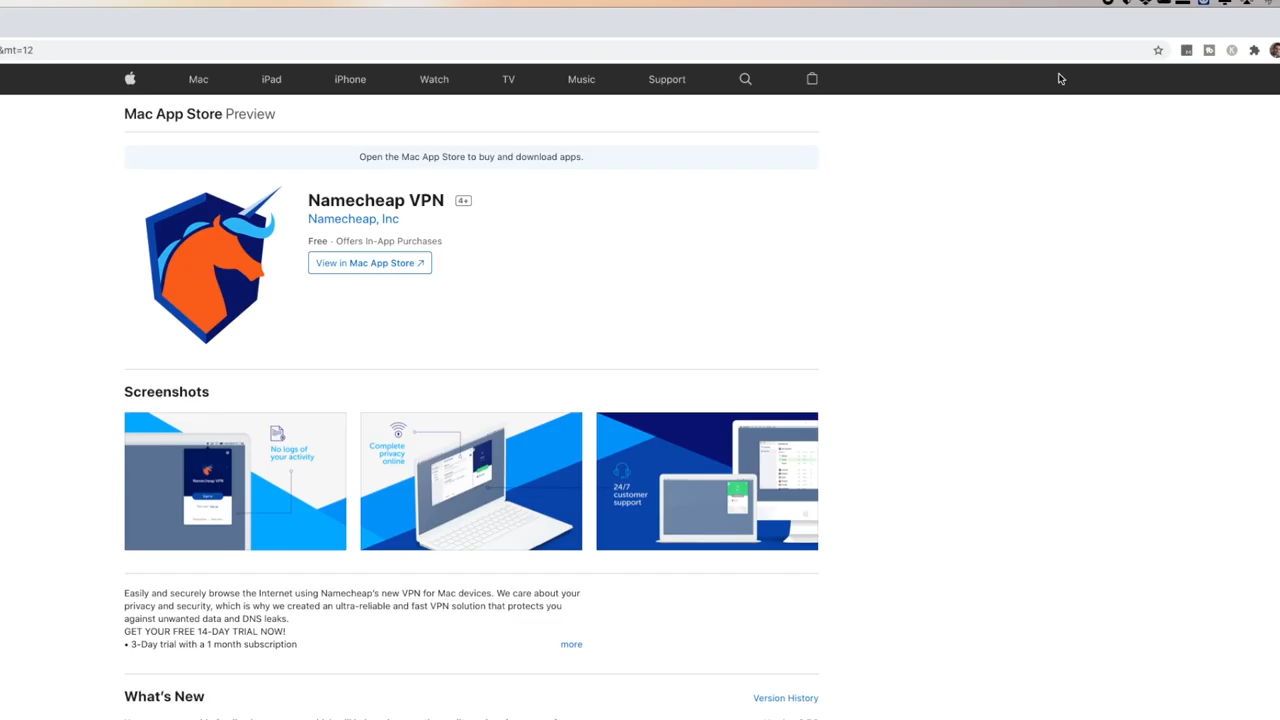 &mt=12
Mac iPad iPhone Watch TV Music Support
Mac App Store Preview
Open the Mac App Store to buy and download apps.
Namecheap VPN 4+
Namecheap, Inc
Free · Offers In-App Purchases
View in Mac App Store ↗
Screenshots
No logs of
your activity
Namecheap VPN
Complete
privacy
online
24/7
customer
support
Easily and securely browse the Internet using Namecheap's new VPN for Mac devices. We care about your
privacy and security, which is why we created an ultra-reliable and fast VPN solution that protects you
against unwanted data and DNS leaks.
GET YOUR FREE 14-DAY TRIAL NOW!
• 3-Day trial with a 1 month subscription more
What's New Version History